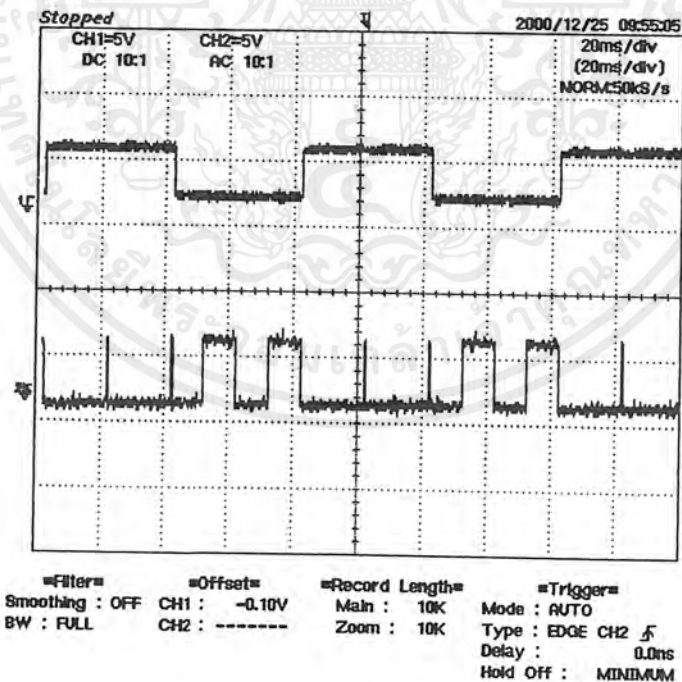 Stopped
2000/12/25 09:55:05
CH1=5V CH2=5V 20ms/div
DC 10:1 AC 10:1 (20ms/div)
NORM:50kS/s
=Filter= =Offset= =Record Length= =Trigger=
Smoothing : OFF CH1 : -0.10V Main : 10K Mode : AUTO
BW : FULL CH2 : -------- Zoom : 10K Type : EDGE CH2
Delay : 0.0ns
Hold Off : MINIMUM